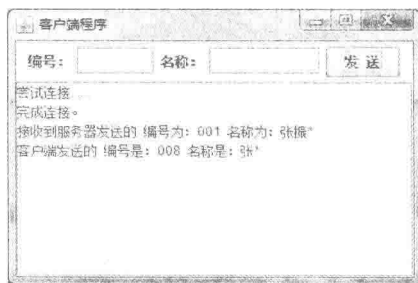 客户端程序
编号： 名称： 发送
尝试连接
完成连接。
接收到服务器发送的 编号为：001 名称为：张振*
客户端发送的 编号是：008 名称是：张*